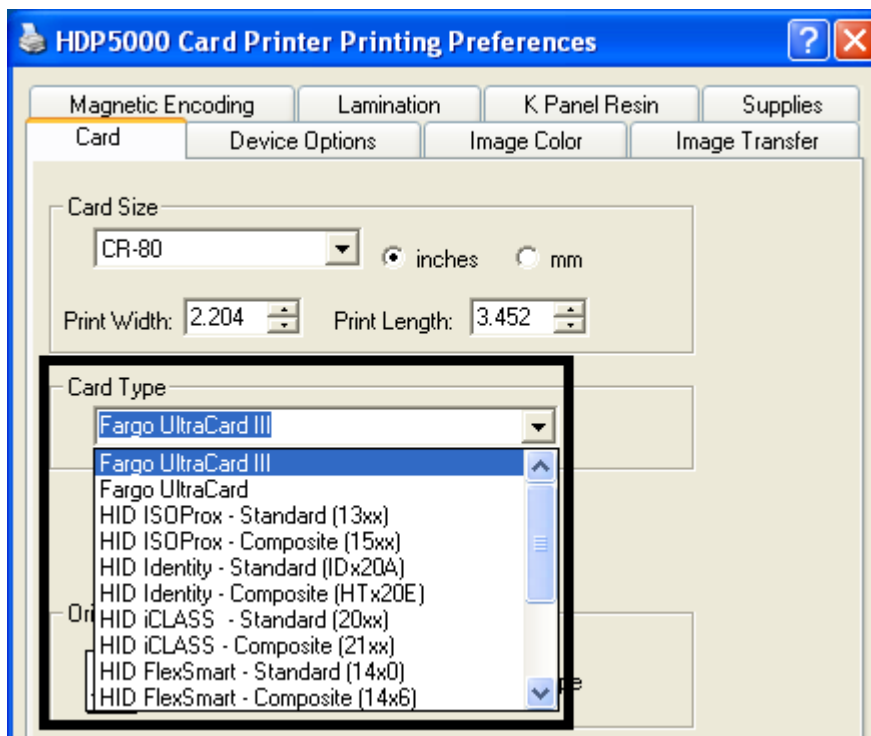 HDP5000 Card Printer Printing Preferences
Magnetic Encoding Lamination K Panel Resin Supplies
Card Device Options Image Color Image Transfer
Card Size
CR-80 inches mm
Print Width: 2.204 Print Length: 3.452
Card Type
Fargo UltraCard III
Fargo UltraCard III
Fargo UltraCard
HID ISOProx - Standard (13xx)
HID ISOProx - Composite (15xx)
HID Identity - Standard (IDx20A)
HID Identity - Composite (HTx20E)
HID iCLASS - Standard (20xx)
HID iCLASS - Composite (21xx)
HID FlexSmart - Standard (14x0)
HID FlexSmart - Composite (14x6)